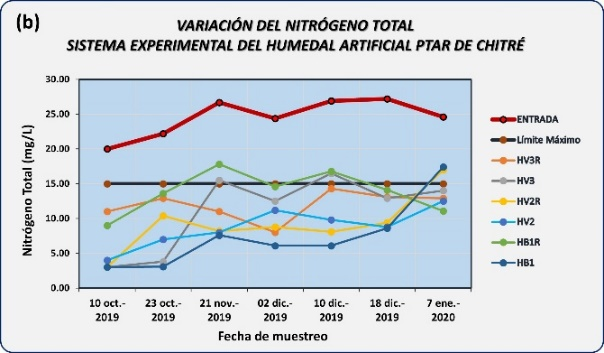 (b)
VARIACIÓN DEL NITRÓGENO TOTAL
SISTEMA EXPERIMENTAL DEL HUMEDAL ARTIFICIAL PTAR DE CHITRÉ
Nitrógeno Total (mg/L)
30.00
25.00
20.00
15.00
10.00
5.00
0.00
10 oct.-
2019
23 oct.-
2019
21 nov.-
2019
02 dic.-
2019
10 dic.-
2019
18 dic.-
2019
7 ene.-
2020
Fecha de muestreo
ENTRADA
Límite Máximo
HV3R
HV3
HV2R
HV2
HB1R
HB1